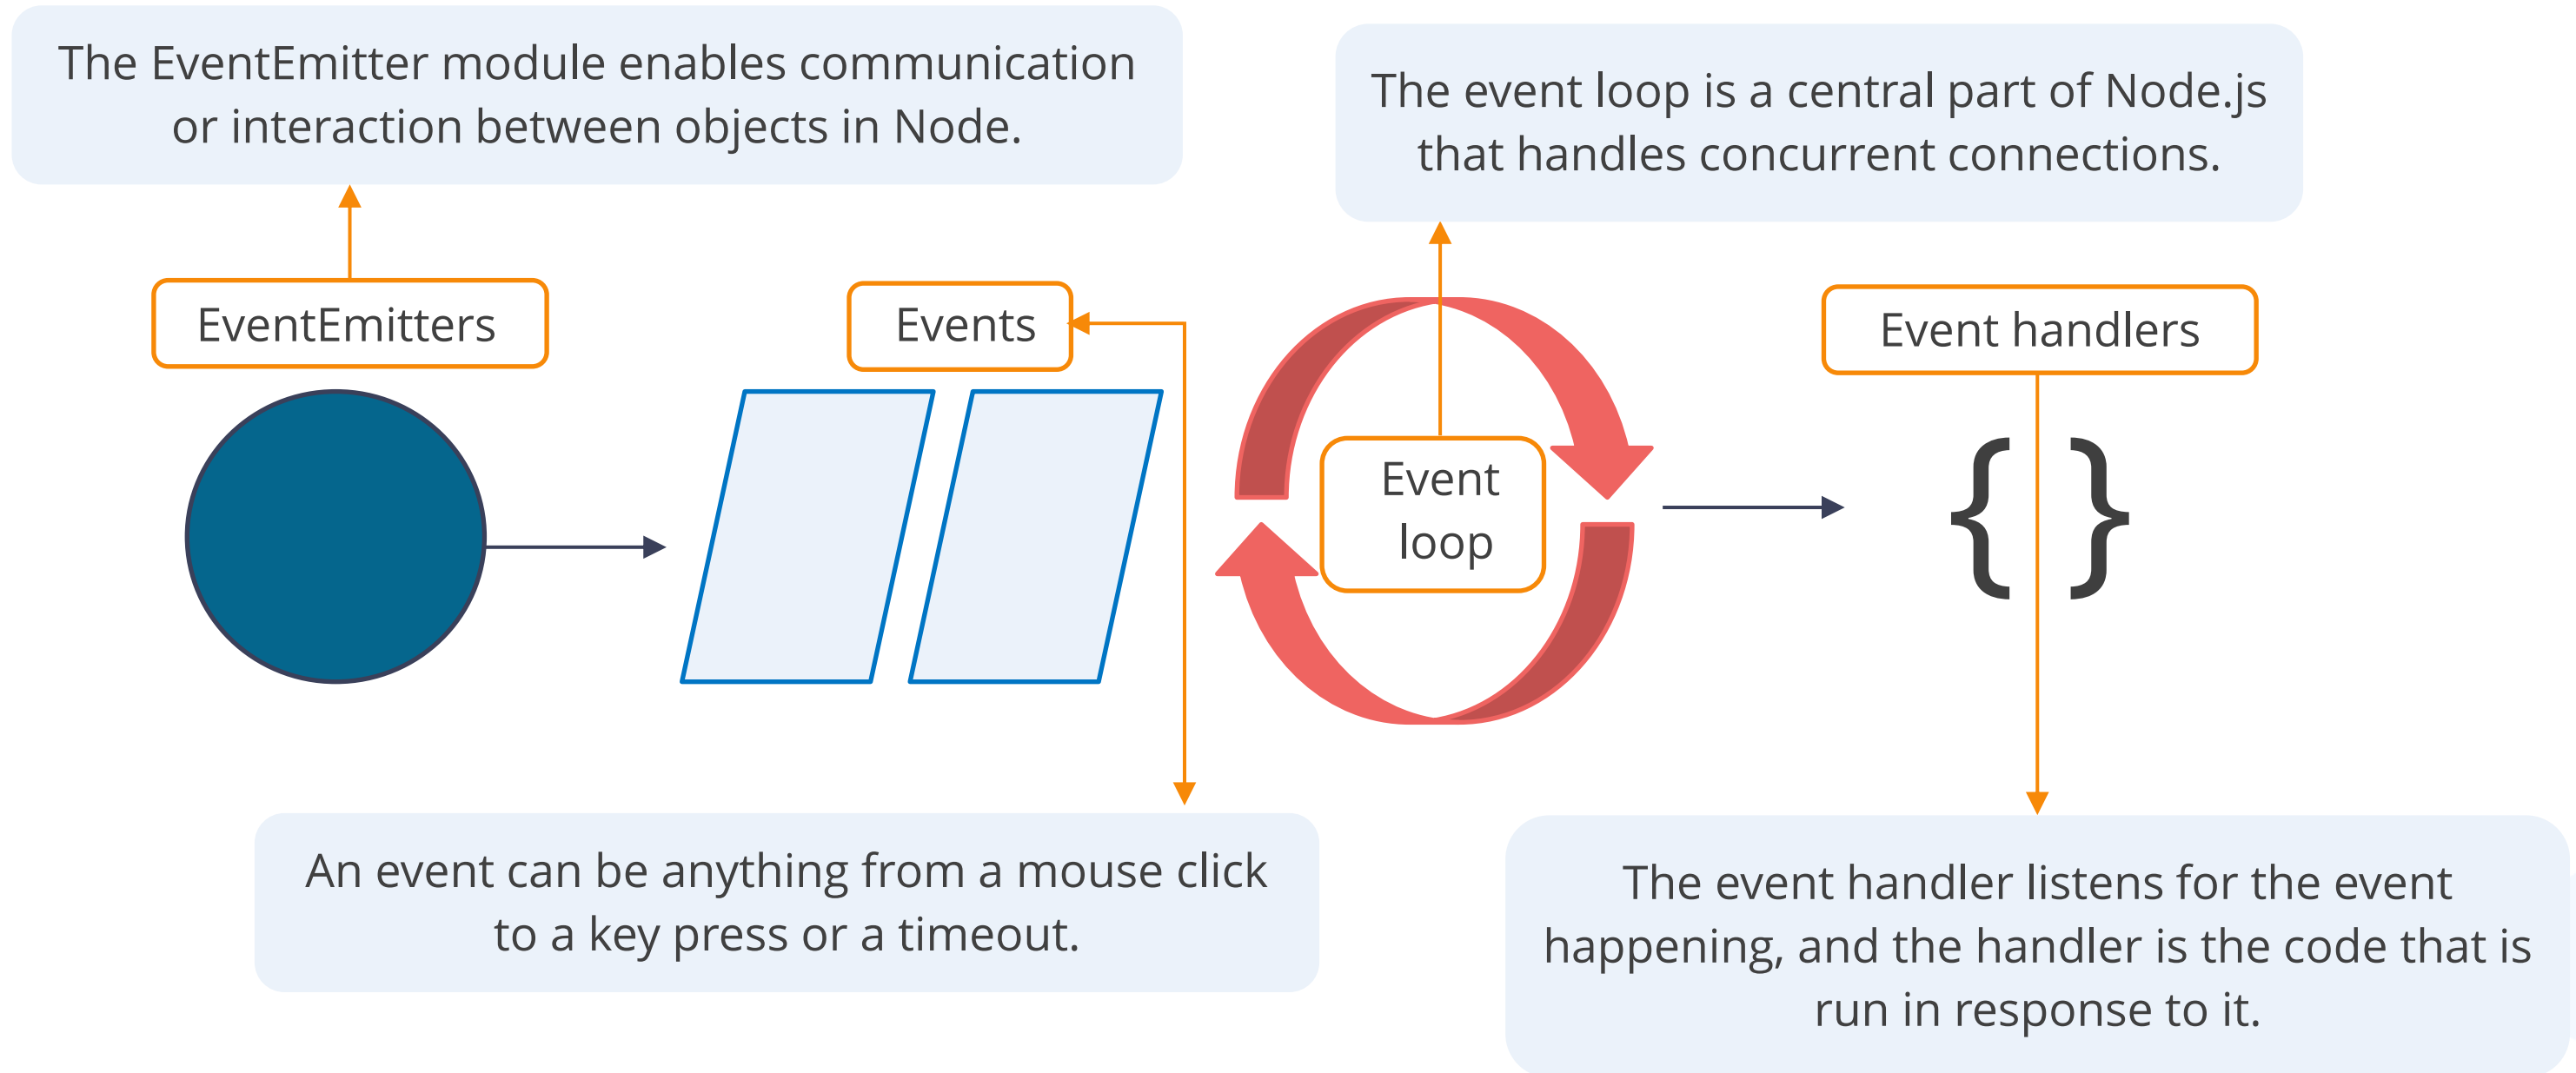 The EventEmitter module enables communication
or interaction between objects in Node.
The event loop is a central part of Node.js
that handles concurrent connections.
EventEmitters
Events
Event handlers
Event
loop
{ }
An event can be anything from a mouse click
to a key press or a timeout.
The event handler listens for the event
happening, and the handler is the code that is
run in response to it.